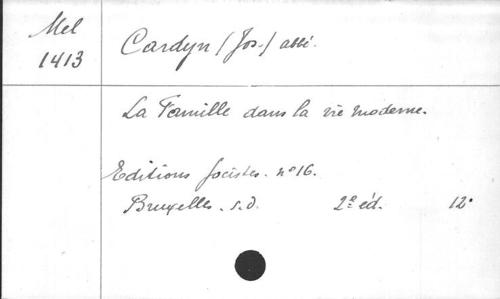 Mel
1413
Cardyn (Jos.) abbé.
La Famille dans la vie moderne.
Editions jocistes. n°16.
Bruxelles. s.d. 2e éd. 12°